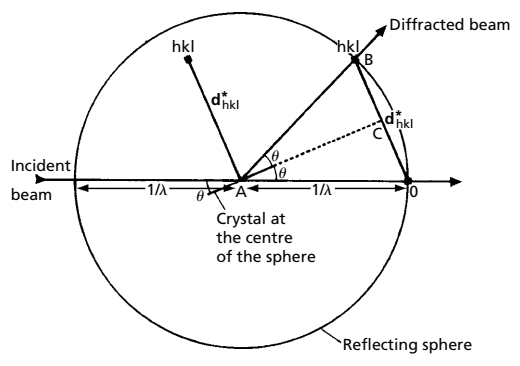 Diffracted beam
hkl
hkl
B
d*hkl
d*hkl
C
θ
θ
Incident
beam
1/λ
A
1/λ
0
θ
Crystal at
the centre
of the sphere
Reflecting sphere